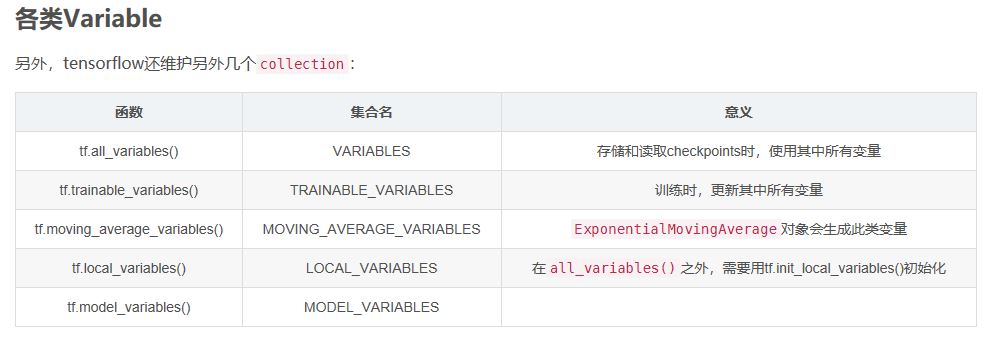 各类Variable
另外，tensorflow还维护另外几个collection：
函数 集合名 意义
tf.all_variables() VARIABLES 存储和读取checkpoints时，使用其中所有变量
tf.trainable_variables() TRAINABLE_VARIABLES 训练时，更新其中所有变量
tf.moving_average_variables() MOVING_AVERAGE_VARIABLES ExponentialMovingAverage对象会生成此类变量
tf.local_variables() LOCAL_VARIABLES 在all_variables()之外，需要用tf.init_local_variables()初始化
tf.model_variables() MODEL_VARIABLES